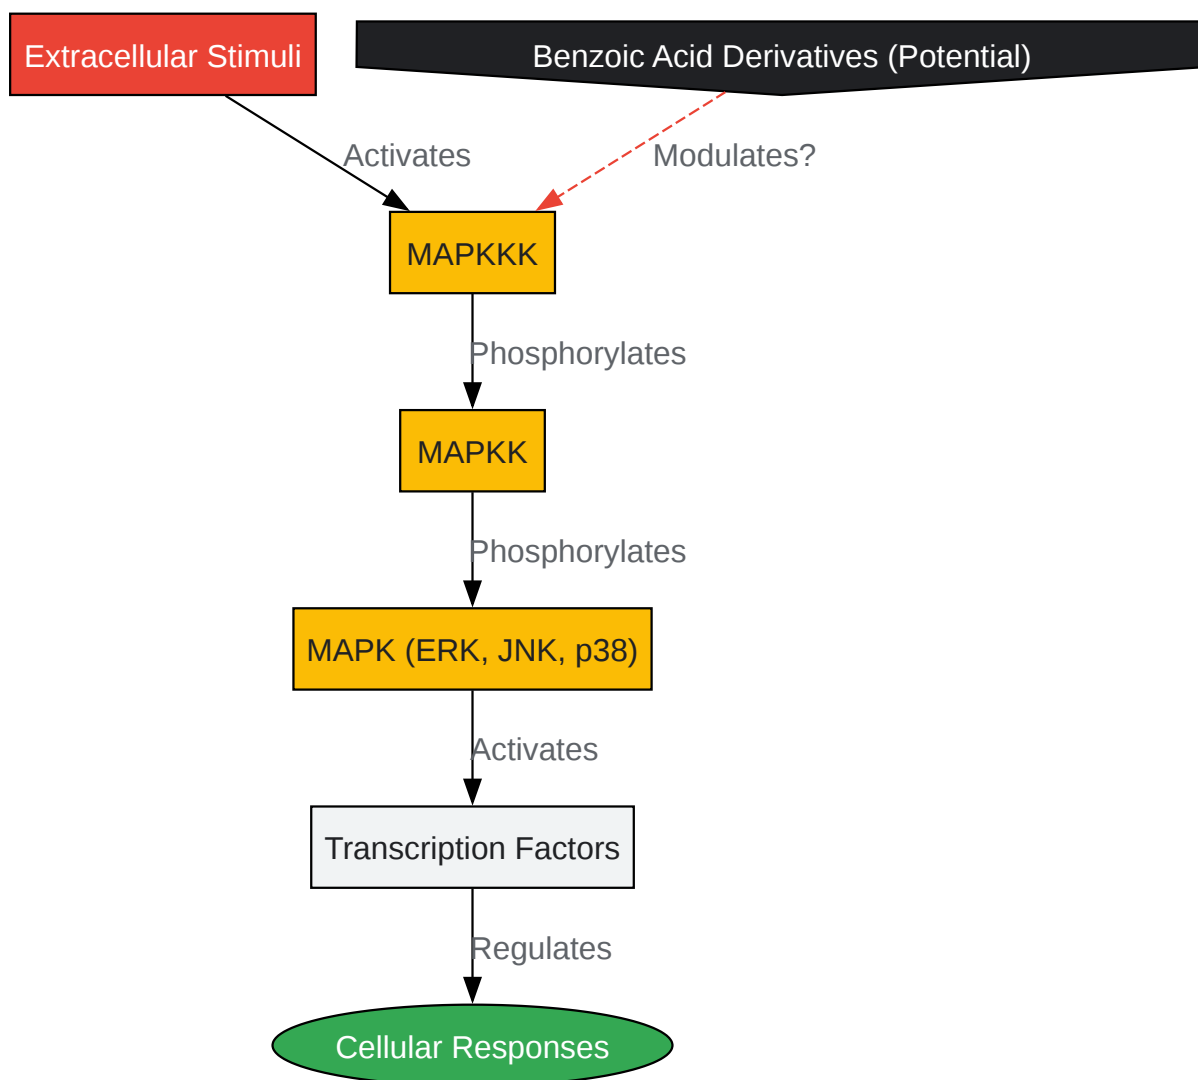 Extracellular Stimuli
Benzoic Acid Derivatives (Potential)
Activates
Modulates?
MAPKKK
Phosphorylates
MAPKK
Phosphorylates
MAPK (ERK, JNK, p38)
Activates
Transcription Factors
Regulates
Cellular Responses